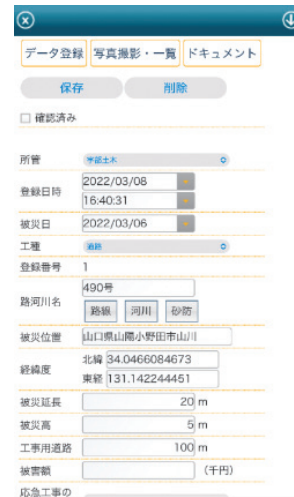 データ登録 写真撮影・一覧 ドキュメント
保存 削除
確認済み
所管 宇部土木
登録日時 2022/03/08
16:40:31
被災日 2022/03/06
工種 道路
登録番号 1
路河川名 490号
路線 河川 砂防
被災位置 山口県山陽小野田市山川
経緯度 北緯 34.0466084673
東経 131.142244451
被災延長 20 m
被災高 5 m
工事用道路 100 m
被害額 (千円)
応急工事の